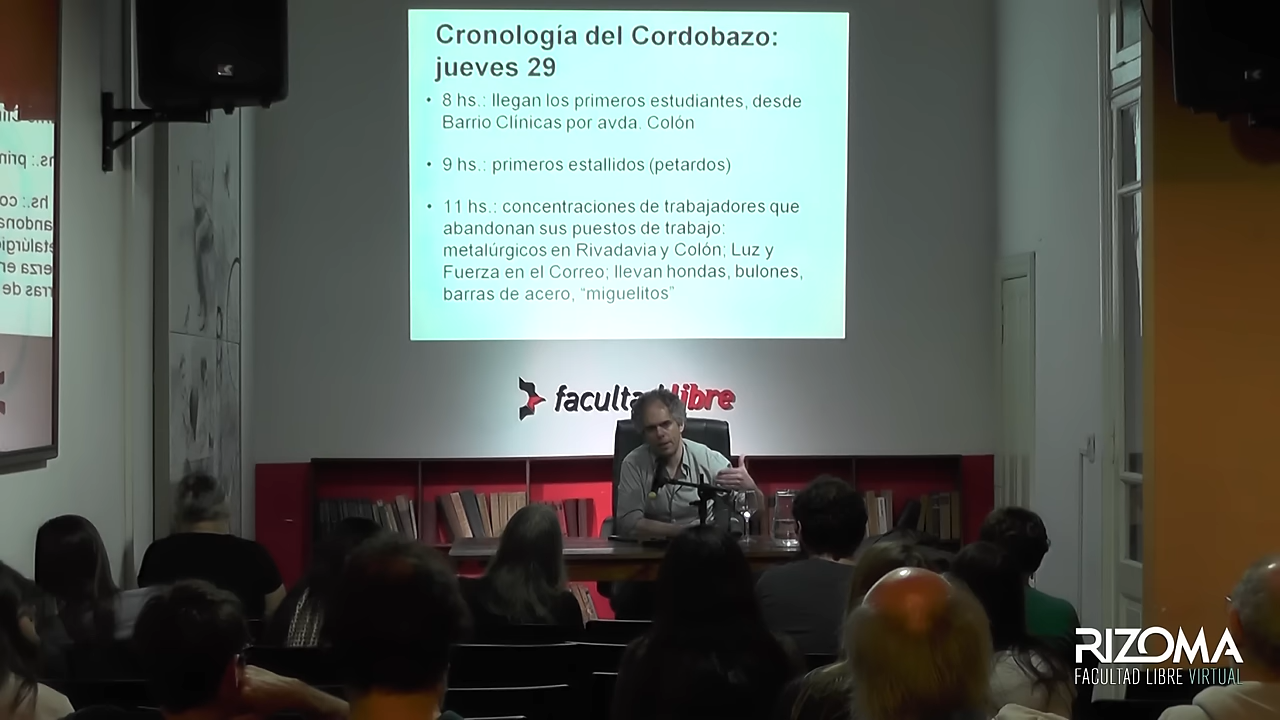 Cronología del Cordobazo:
jueves 29
• 8 hs.: llegan los primeros estudiantes, desde
Barrio Clínicas por avda. Colón
• 9 hs.: primeros estallidos (petardos)
• 11 hs.: concentraciones de trabajadores que
abandonan sus puestos de trabajo:
metalúrgicos en Rivadavia y Colón; Luz y
Fuerza en el Correo; llevan hondas, bulones,
barras de acero, “miguelitos”
facultad libre
RIZOMA
FACULTAD LIBRE VIRTUAL